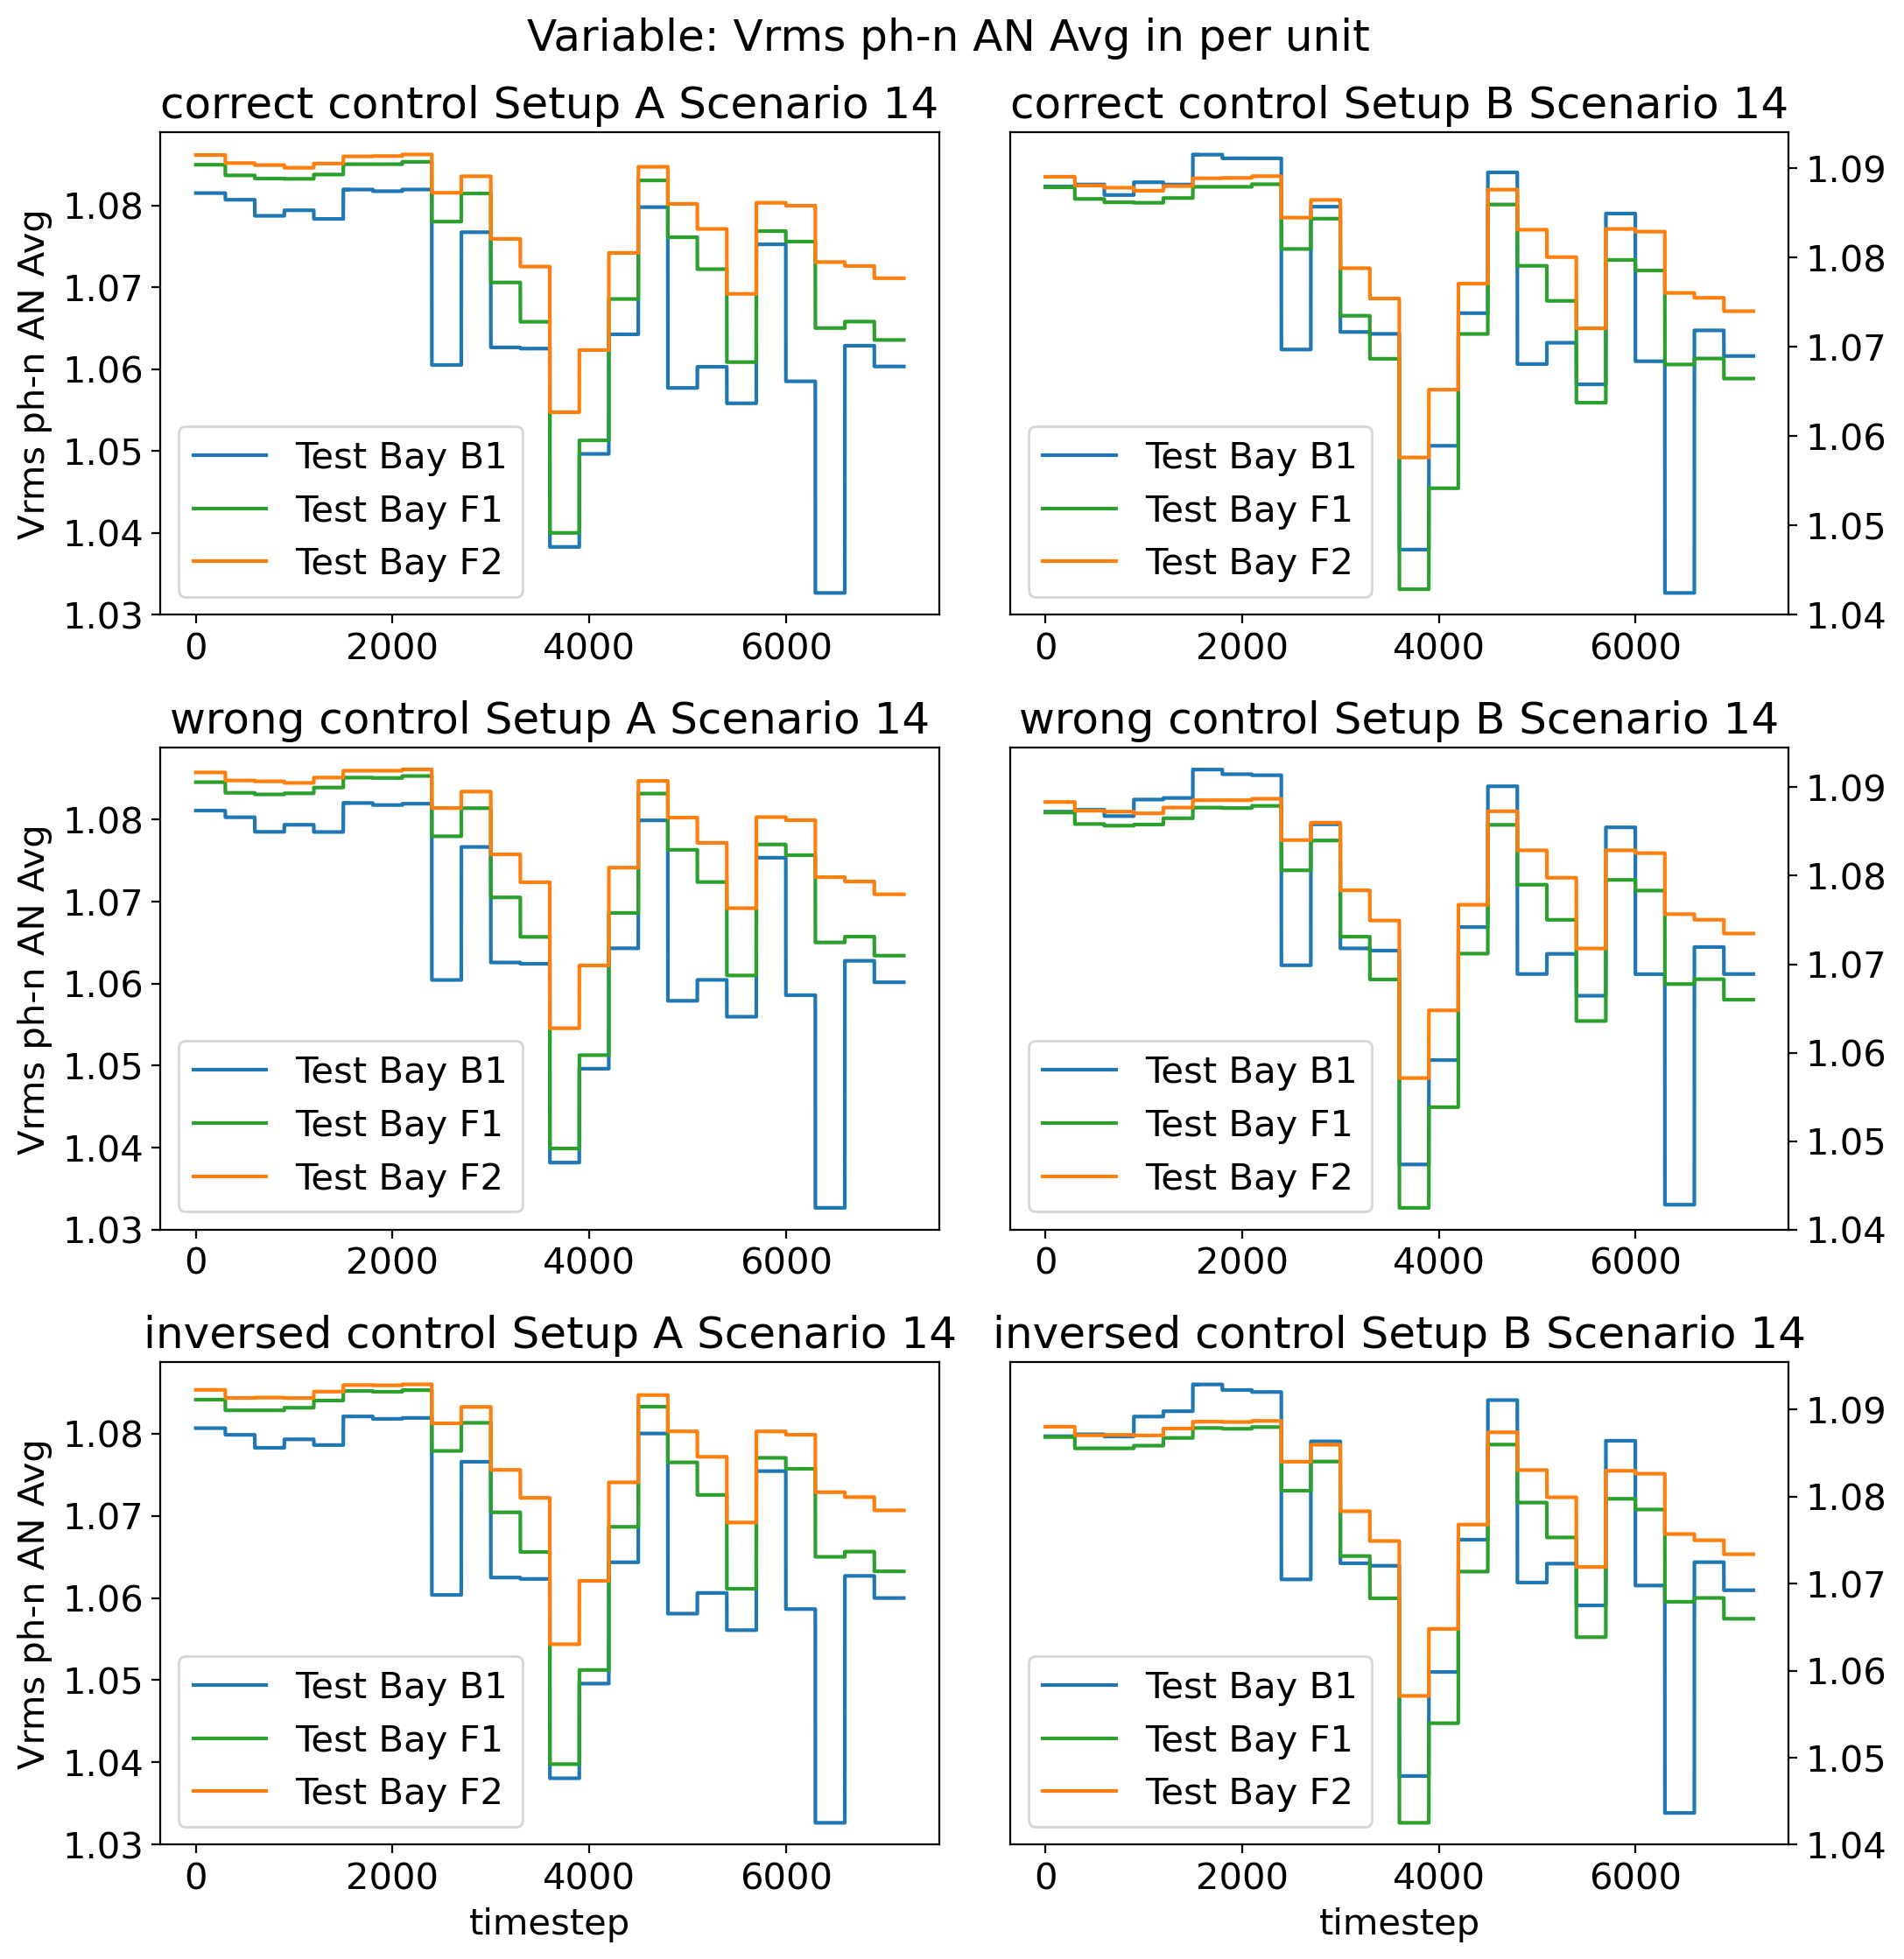 Variable: Vrms ph-n AN Avg in per unit
correct control Setup A Scenario 14
correct control Setup B Scenario 14
Vrms ph-n AN Avg
1.08
1.07
1.06
1.05
1.04
1.03
Test Bay B1
Test Bay F1
Test Bay F2
0 2000 4000 6000
Test Bay B1
Test Bay F1
Test Bay F2
1.09
1.08
1.07
1.06
1.05
1.04
0 2000 4000 6000
wrong control Setup A Scenario 14
wrong control Setup B Scenario 14
Vrms ph-n AN Avg
1.08
1.07
1.06
1.05
1.04
1.03
Test Bay B1
Test Bay F1
Test Bay F2
0 2000 4000 6000
Test Bay B1
Test Bay F1
Test Bay F2
1.09
1.08
1.07
1.06
1.05
1.04
0 2000 4000 6000
inversed control Setup A Scenario 14
inversed control Setup B Scenario 14
Vrms ph-n AN Avg
1.08
1.07
1.06
1.05
1.04
1.03
Test Bay B1
Test Bay F1
Test Bay F2
0 2000 4000 6000
timestep
Test Bay B1
Test Bay F1
Test Bay F2
1.09
1.08
1.07
1.06
1.05
1.04
0 2000 4000 6000
timestep